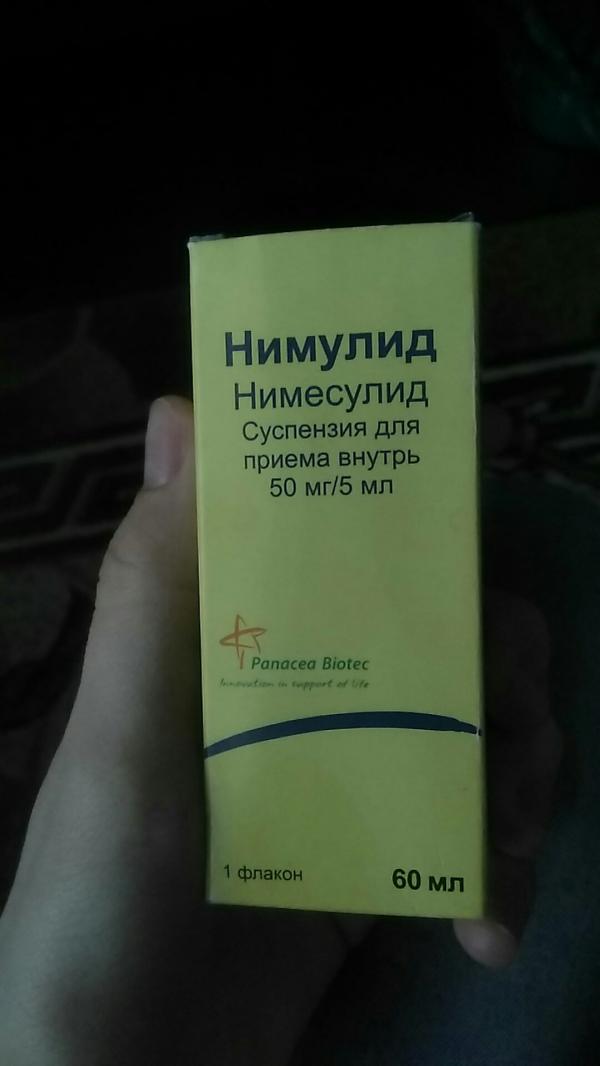 Нимулид
Нимесулид
Суспензия для
приема внутрь
50 мг/5 мл
Panacea Biotec
Innovation in support of life
1 флакон
60 мл